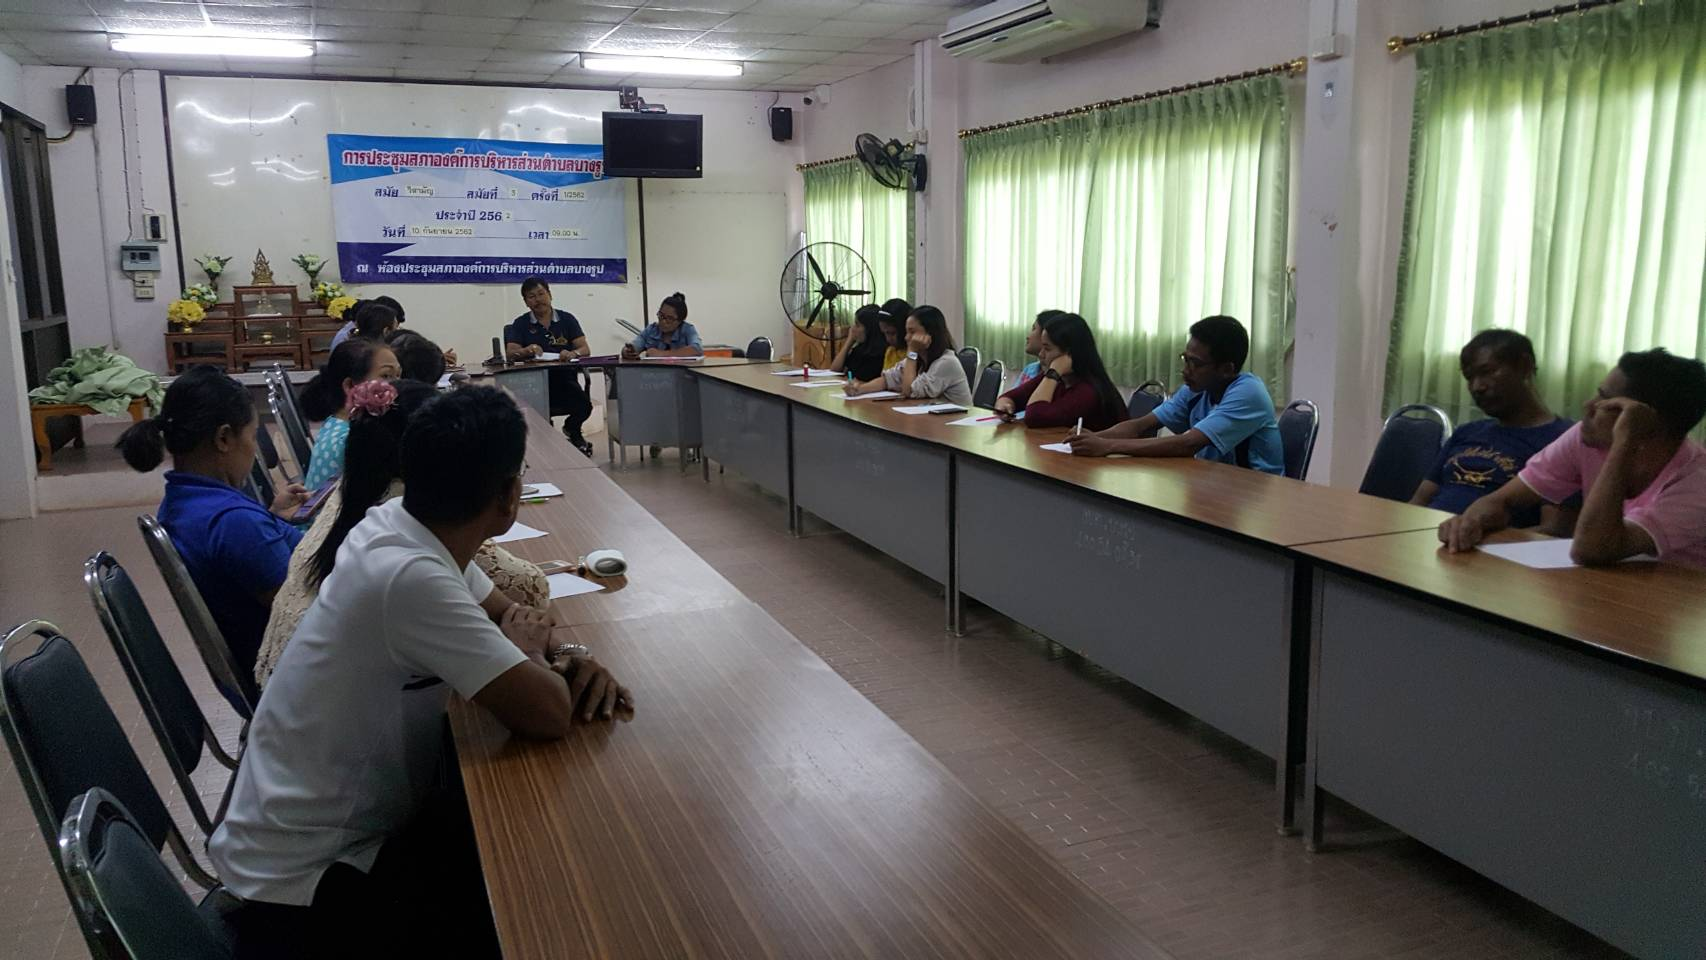 การประชุมสภาองค์การบริหารส่วนตำบลบางรูป
สมัย วิสามัญ สมัยที่ 3 ครั้งที่ 1/2562
ประจำปี 256 2
วันที่ 10 กันยายน 2562 เวลา 09.00 น.
ณ ห้องประชุมสภาองค์การบริหารส่วนตำบลบางรูป